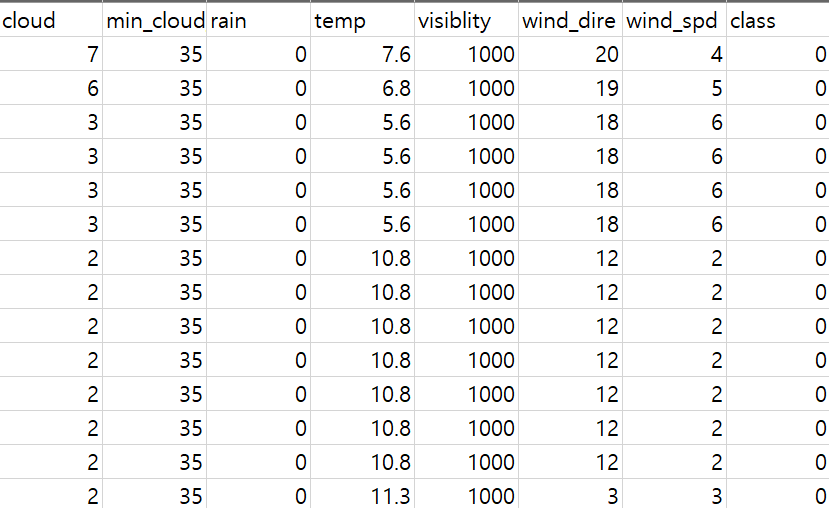 cloud min_cloud rain temp visiblity wind_dire wind_spd class
7 35 0 7.6 1000 20 4 0
6 35 0 6.8 1000 19 5 0
3 35 0 5.6 1000 18 6 0
3 35 0 5.6 1000 18 6 0
3 35 0 5.6 1000 18 6 0
3 35 0 5.6 1000 18 6 0
2 35 0 10.8 1000 12 2 0
2 35 0 10.8 1000 12 2 0
2 35 0 10.8 1000 12 2 0
2 35 0 10.8 1000 12 2 0
2 35 0 10.8 1000 12 2 0
2 35 0 10.8 1000 12 2 0
2 35 0 10.8 1000 12 2 0
2 35 0 11.3 1000 3 3 0